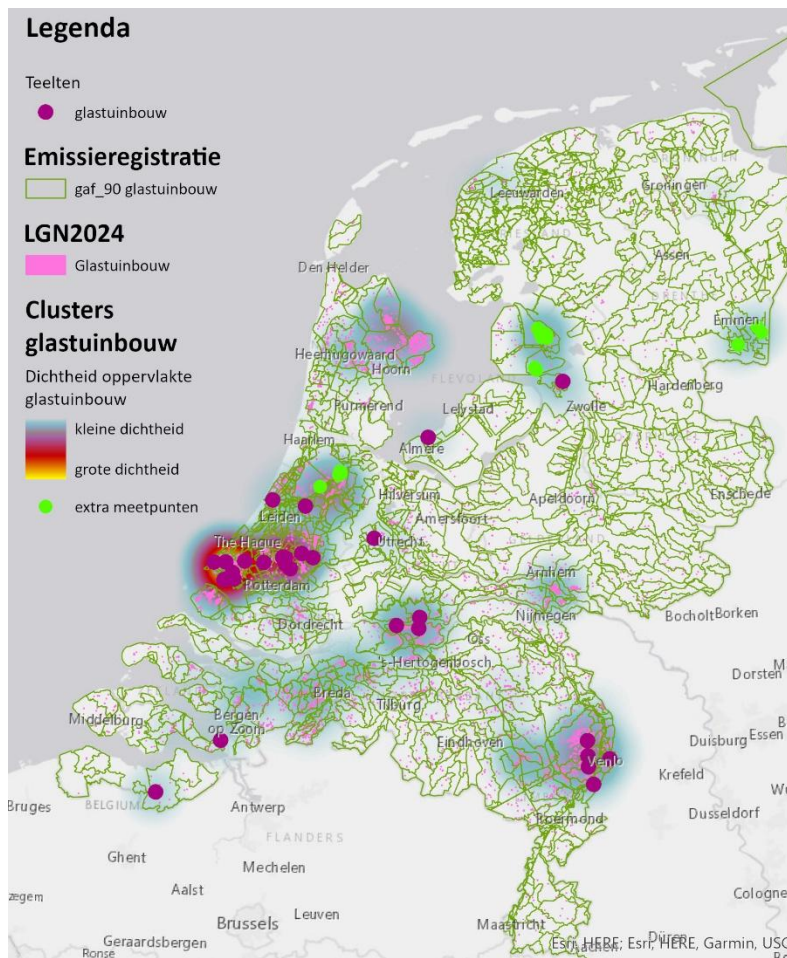 Legenda
Teelten
glastuinbouw
Emissieregistratie
gaf_90 glastuinbouw
LGN2024
Glastuinbouw
Clusters
glastuinbouw
Dichtheid oppervlakte
glastuinbouw
kleine dichtheid
grote dichtheid
extra meetpunten
Leeuwarden
Groningen
Assen
Den Helder
Emmen
Heerhugowaard
Hoorn
Hardenberg
Purmerend
Lelystad
Zwolle
Haarlem
Almere
Hilversum
Apeldoorn
Enschede
Leiden
Amersfoort
The Hague
Utrecht
Arnhem
Rotterdam
Nijmegen
Bocholt
Borken
Dordrecht
Oss
's-Hertogenbosch
Dorsten
Breda
Tilburg
Middelburg
Bergen
op Zoom
Eindhoven
Duisburg
Essen
Venlo
Krefeld
Bruges
BELGIUM
Antwerp
Roermond
Dusseldorf
FLANDERS
Ghent
Mechelen
Aalst
Cologne
Brussels
Leuven
Maastricht
Geraardsbergen
Ronse
Aachen
Düren
Esri, HERE; Esri, HERE, Garmin, USG